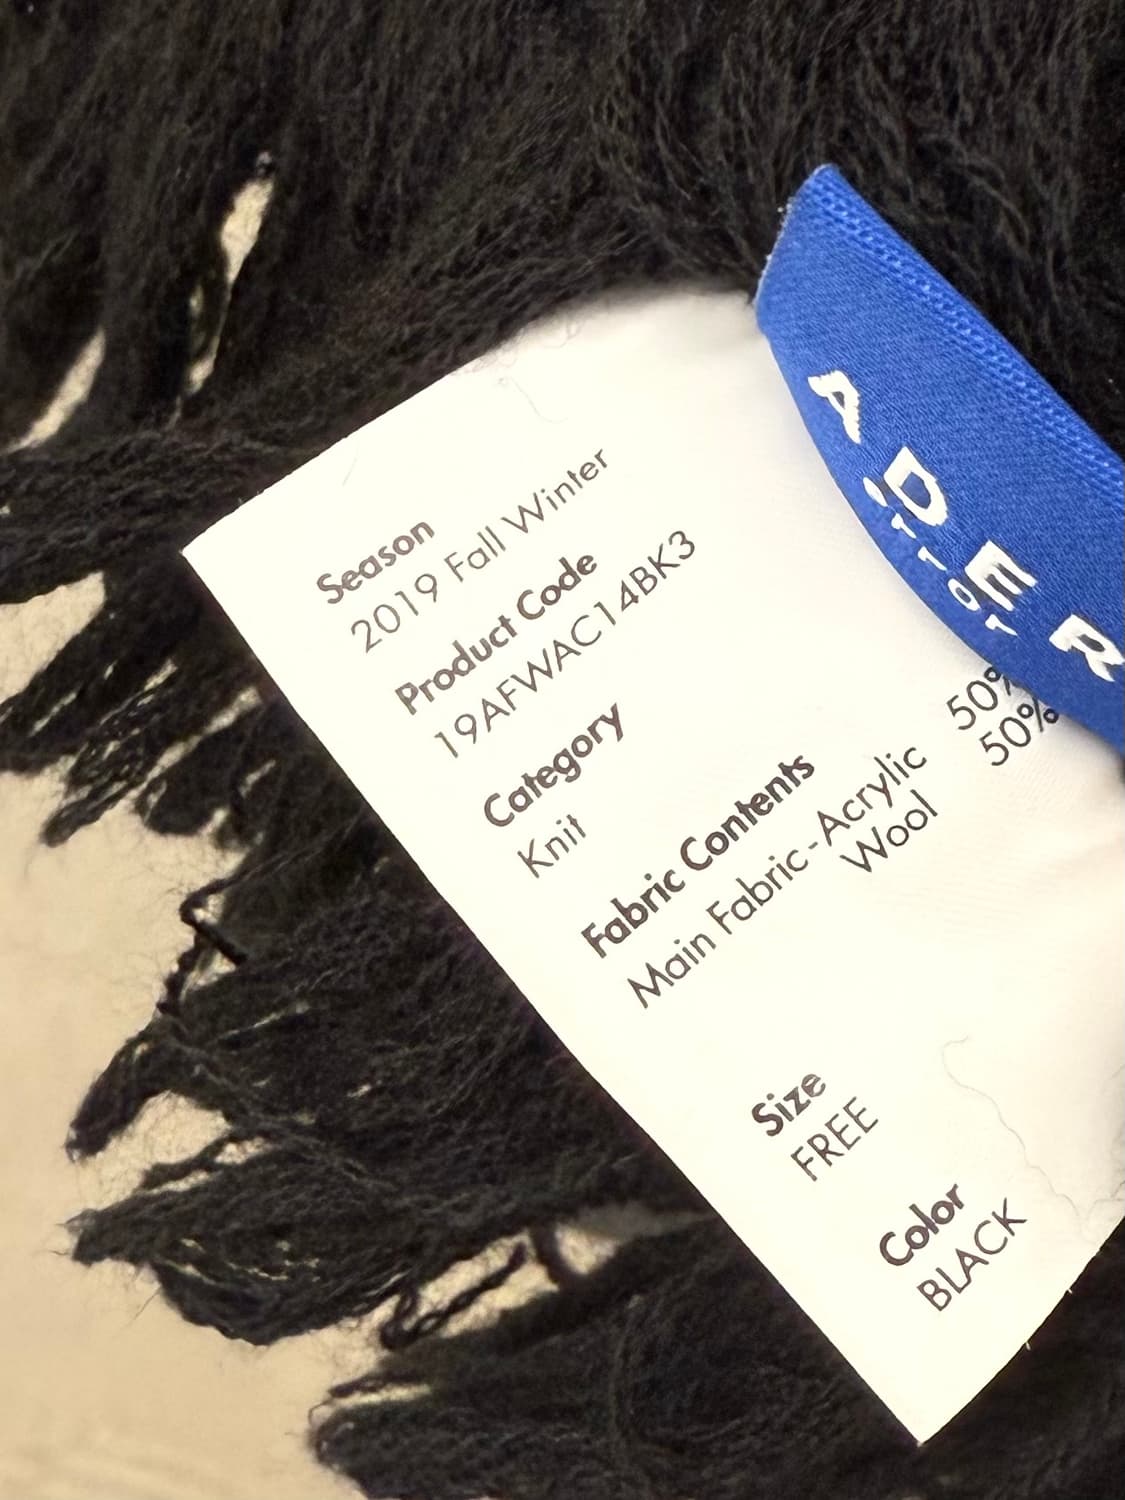 Season
2019 Fall Winter
Product Code
19AFWAC14BK3
Category
Knit
Fabric Contents
Main Fabric-Acrylic 50%
Wool 50%
Size
FREE
Color
BLACK
ADER